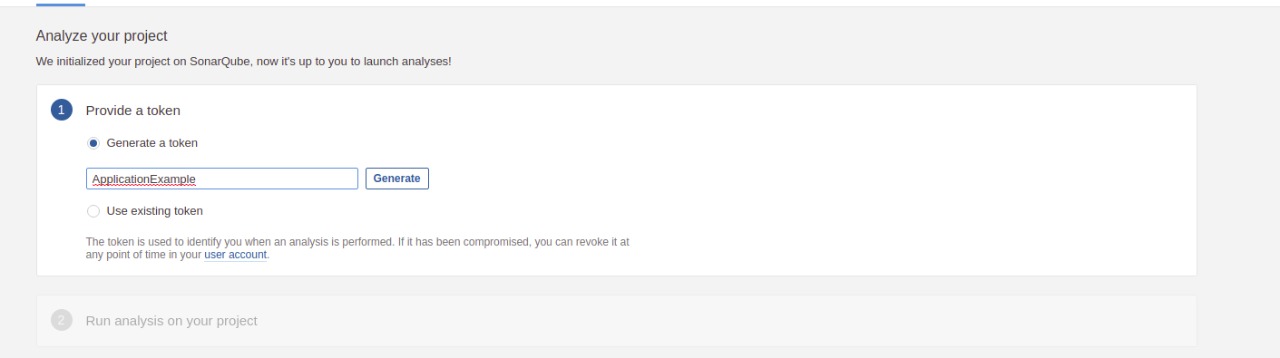 Analyze your project
We initialized your project on SonarQube, now it's up to you to launch analyses!
1 Provide a token
Generate a token
ApplicationExample Generate
Use existing token
The token is used to identify you when an analysis is performed. If it has been compromised, you can revoke it at
any point of time in your user account.
2 Run analysis on your project